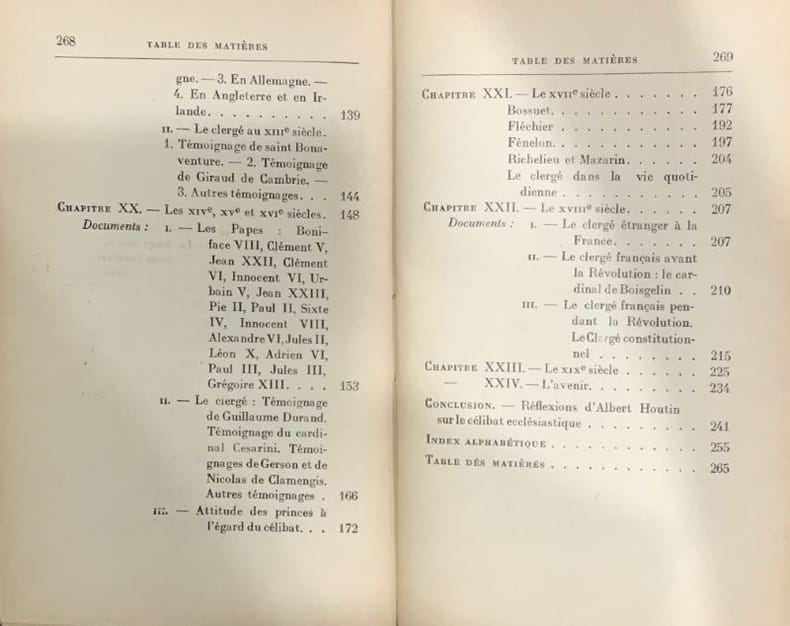 268
TABLE DES MATIÈRES
gne. — 3. En Allemagne. —
4. En Angleterre et en Ir-
lande. . . . . . . . . . 139
II. — Le clergé au XIIIe siècle.
1. Témoignage de saint Bona-
venture. — 2. Témoignage
de Giraud de Cambrie. —
3. Autres témoignages. . . 144
CHAPITRE XX. — Les XIVe, XVe et XVIe siècles. 148
Documents : I. — Les Papes : Boni-
face VIII, Clément V,
Jean XXII, Clément
VI, Innocent VI, Ur-
bain V, Jean XXIII,
Pie II, Paul II, Sixte
IV, Innocent VIII,
Alexandre VI, Jules II,
Léon X, Adrien VI,
Paul III, Jules III,
Grégoire XIII. . . . . 153
II. — Le clergé : Témoignage
de Guillaume Durand.
Témoignage du cardi-
nal Cesarini. Témoi-
gnages de Gerson et de
Nicolas de Clamengis.
Autres témoignages . 166
III. — Attitude des princes à
l'égard du célibat. . . 172
TABLE DES MATIÈRES
269
CHAPITRE XXI. — Le XVIIe siècle . . . . . . . 176
Bossuet. . . . . . . . . . . . 177
Fléchier . . . . . . . . . . . 192
Fénelon. . . . . . . . . . . . 197
Richelieu et Mazarin. . . . . . 204
Le clergé dans la vie quoti-
dienne . . . . . . . . . . . 205
CHAPITRE XXII. — Le XVIIIe siècle. . . . . . 207
Documents : I. — Le clergé étranger à la
France. . . . . . . 207
II. — Le clergé français avant
la Révolution : le car-
dinal de Boisgelin . . 210
III. — Le clergé français pen-
dant la Révolution.
Le Clergé constitution-
nel . . . . . . . . 215
CHAPITRE XXIII. — Le XIXe siècle . . . . . . 225
— XXIV. — L'avenir. . . . . . . . . 234
CONCLUSION. — Réflexions d'Albert Houtin
sur le célibat ecclésiastique . . . . . . . . . 241
INDEX ALPHABÉTIQUE . . . . . . . . . . . . 255
TABLE DÉS MATIÉRÉS . . . . . . . . . . . . 265